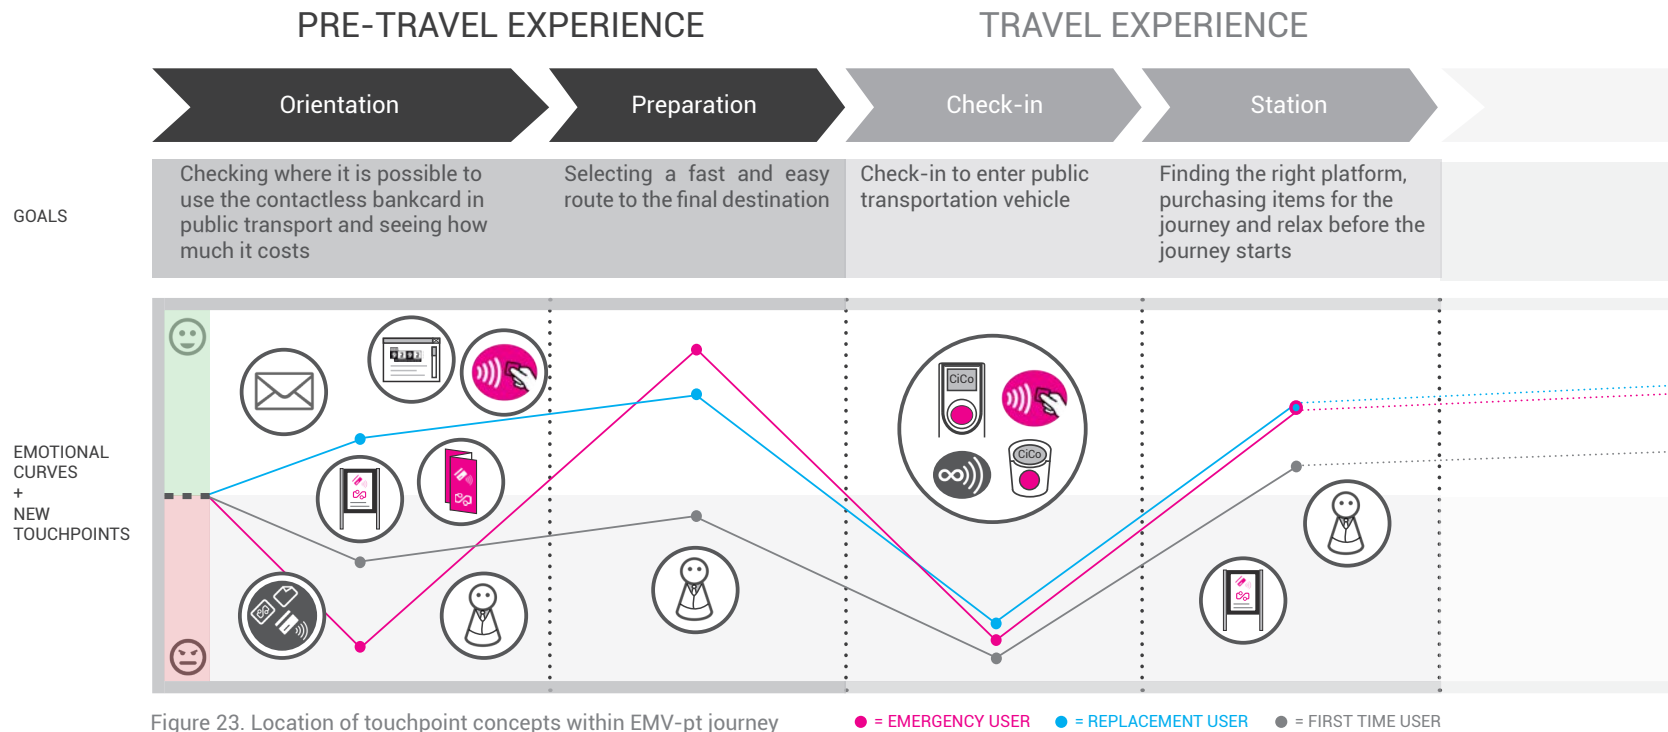 PRE-TRAVEL EXPERIENCE
TRAVEL EXPERIENCE
Orientation
Preparation
Check-in
Station
GOALS
Checking where it is possible to
use the contactless bankcard in
public transport and seeing how
much it costs
Selecting a fast and easy
route to the final destination
Check-in to enter public
transportation vehicle
Finding the right platform,
purchasing items for the
journey and relax before the
journey starts
EMOTIONAL
CURVES
+
NEW
TOUCHPOINTS
CiCo
CiCo
Figure 23. Location of touchpoint concepts within EMV-pt journey
= EMERGENCY USER
= REPLACEMENT USER
= FIRST TIME USER